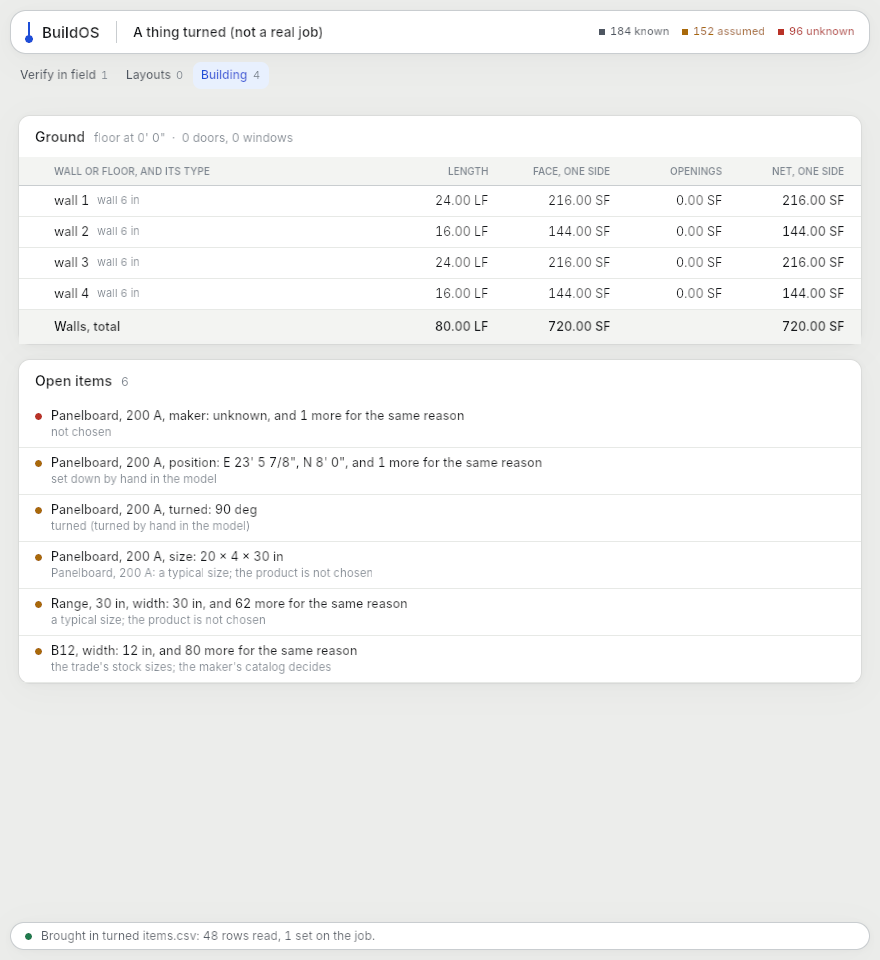 BuildOS
A thing turned (not a real job)
184 known 152 assumed 96 unknown
Verify in field 1 Layouts 0 Building 4
Ground floor at 0' 0" · 0 doors, 0 windows
WALL OR FLOOR, AND ITS TYPE LENGTH FACE, ONE SIDE OPENINGS NET, ONE SIDE
wall 1 wall 6 in 24.00 LF 216.00 SF 0.00 SF 216.00 SF
wall 2 wall 6 in 16.00 LF 144.00 SF 0.00 SF 144.00 SF
wall 3 wall 6 in 24.00 LF 216.00 SF 0.00 SF 216.00 SF
wall 4 wall 6 in 16.00 LF 144.00 SF 0.00 SF 144.00 SF
Walls, total 80.00 LF 720.00 SF 720.00 SF
Open items 6
Panelboard, 200 A, maker: unknown, and 1 more for the same reason
not chosen
Panelboard, 200 A, position: E 23' 5 7/8", N 8' 0", and 1 more for the same reason
set down by hand in the model
Panelboard, 200 A, turned: 90 deg
turned (turned by hand in the model)
Panelboard, 200 A, size: 20 × 4 × 30 in
Panelboard, 200 A: a typical size; the product is not chosen
Range, 30 in, width: 30 in, and 62 more for the same reason
a typical size; the product is not chosen
B12, width: 12 in, and 80 more for the same reason
the trade's stock sizes; the maker's catalog decides
Brought in turned items.csv: 48 rows read, 1 set on the job.